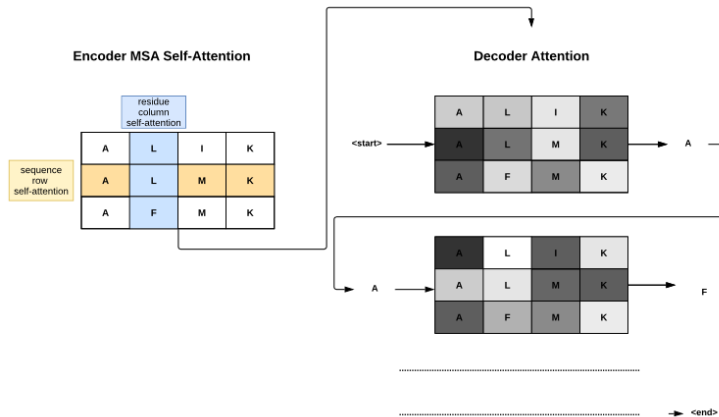 Encoder MSA Self-Attention
residue
column
self-attention
A L I K
sequence
row
self-attention
A L M K
A F M K
Decoder Attention
A L I K
<start>
A L M K
A
A F M K
A L I K
A
A L M K
F
A F M K
<end>